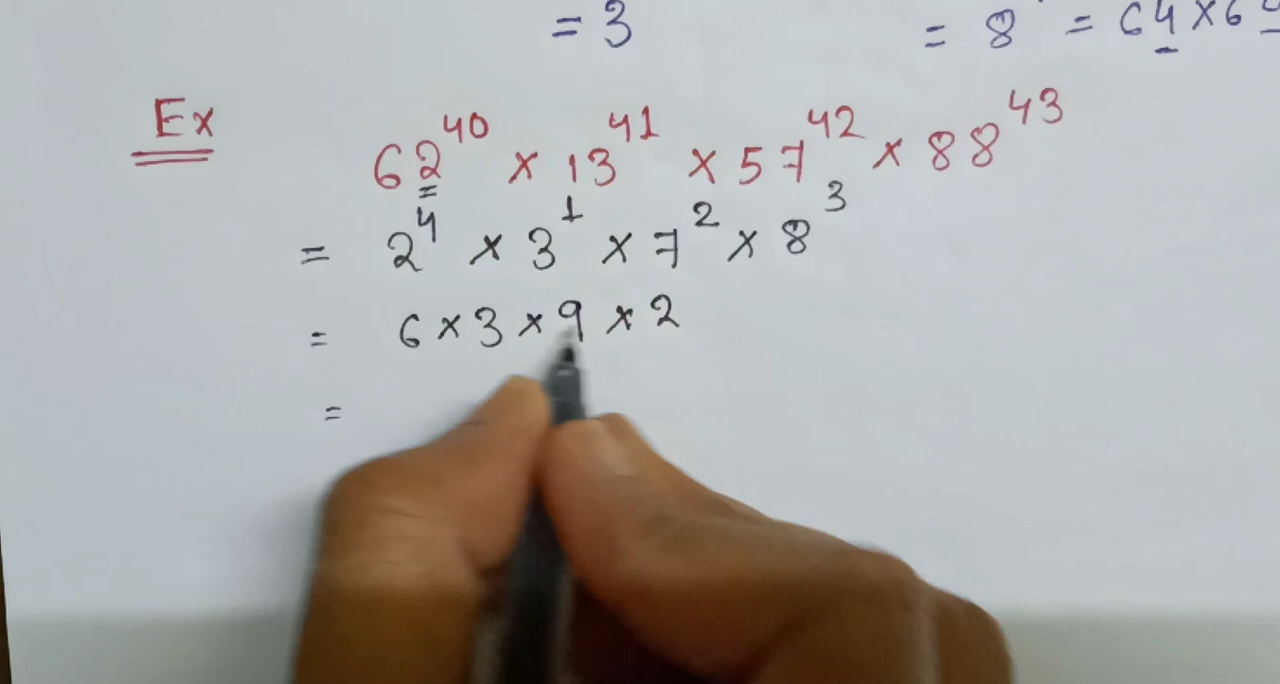 = 3 = 8 = 64 × 6
Ex
62^40 × 13^41 × 57^42 × 88^43
= 2^4 × 3^1 × 7^2 × 8^3
= 6 × 3 × 9 × 2
=